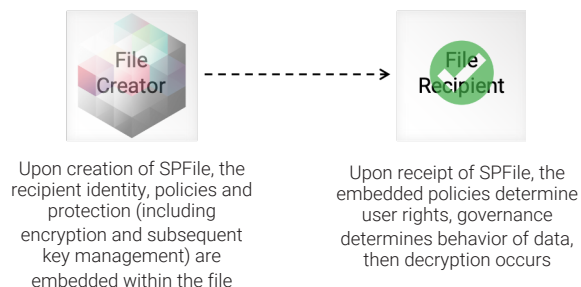 File
Creator
File
Recipient
Upon creation of SPFile, the
recipient identity, policies and
protection (including
encryption and subsequent
key management) are
embedded within the file
Upon receipt of SPFile, the
embedded policies determine
user rights, governance
determines behavior of data,
then decryption occurs